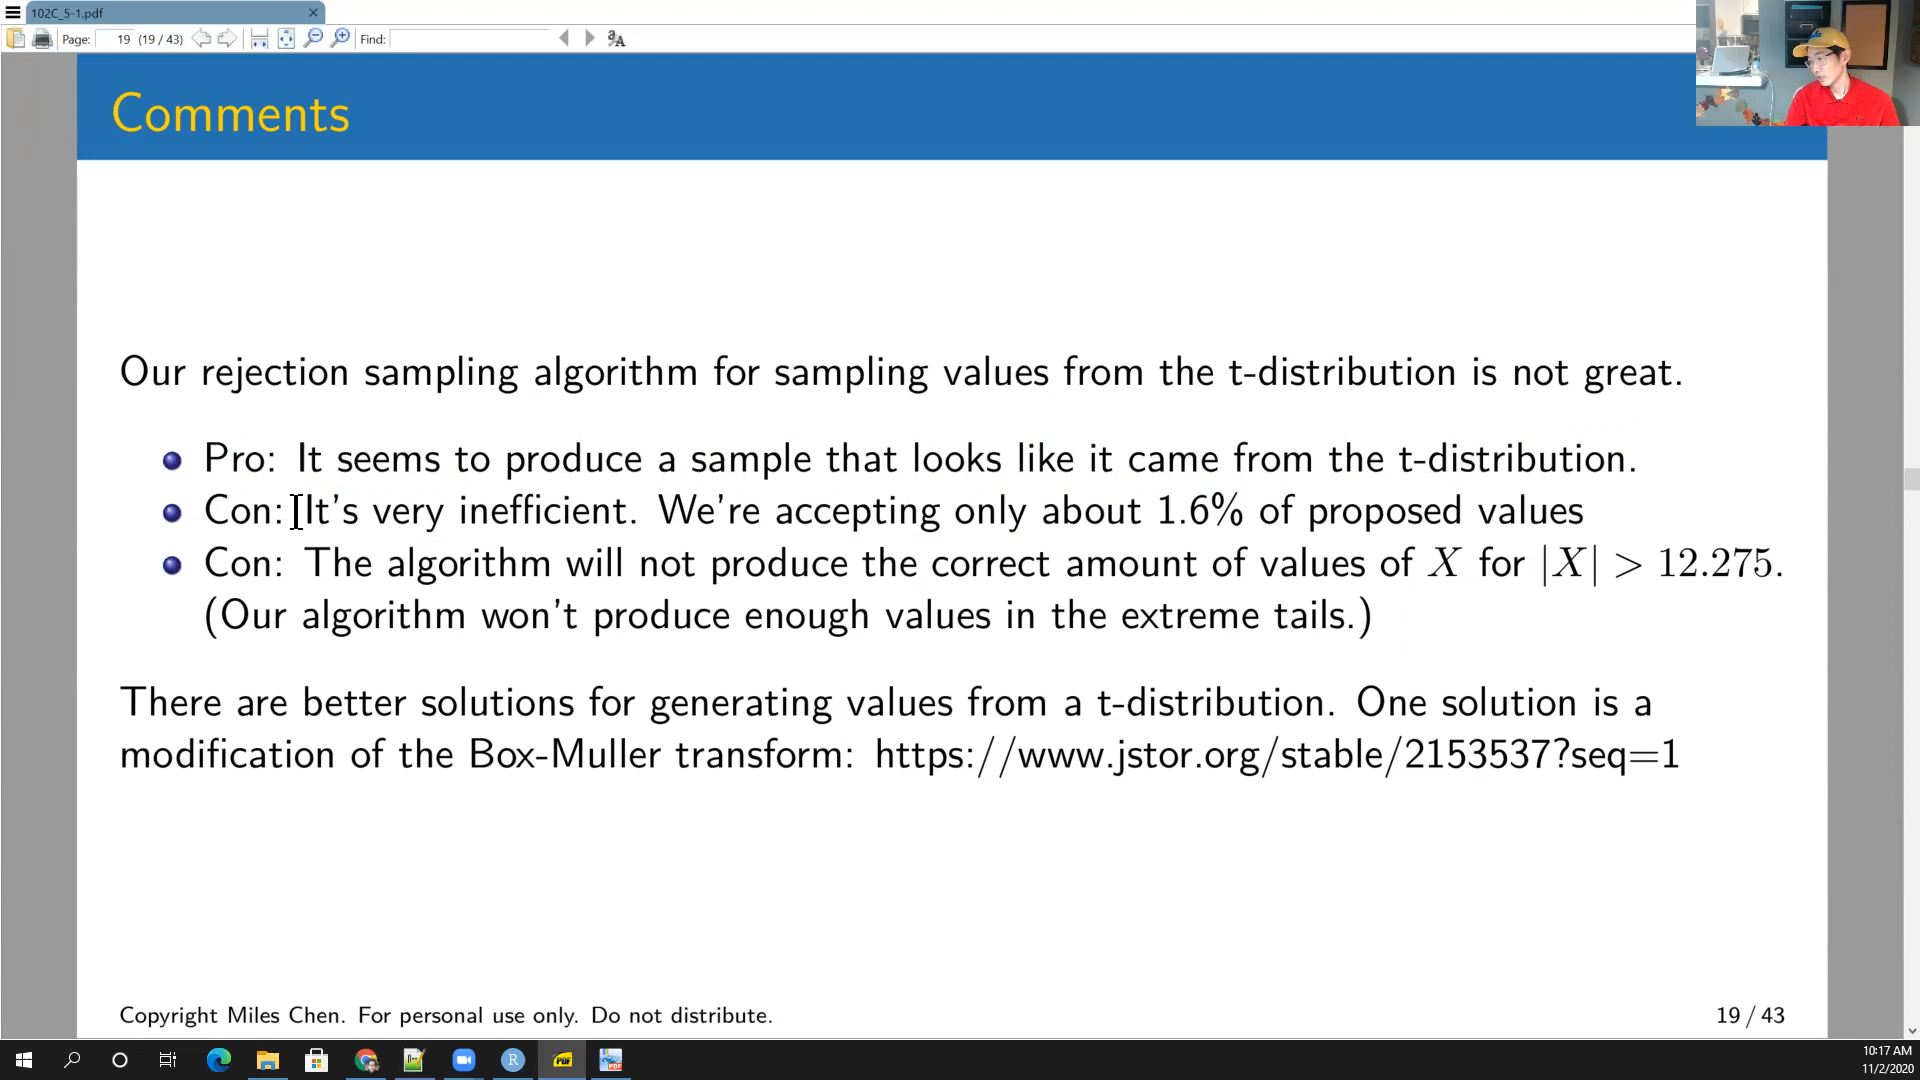 102C_5-1.pdf
Page: 19 (19 / 43) Find:
Comments
Our rejection sampling algorithm for sampling values from the t-distribution is not great.
Pro: It seems to produce a sample that looks like it came from the t-distribution.
Con: It's very inefficient. We're accepting only about 1.6% of proposed values
Con: The algorithm will not produce the correct amount of values of X for |X| > 12.275.
(Our algorithm won't produce enough values in the extreme tails.)
There are better solutions for generating values from a t-distribution. One solution is a
modification of the Box-Muller transform: https://www.jstor.org/stable/2153537?seq=1
Copyright Miles Chen. For personal use only. Do not distribute.
19 / 43
10:17 AM
11/2/2020